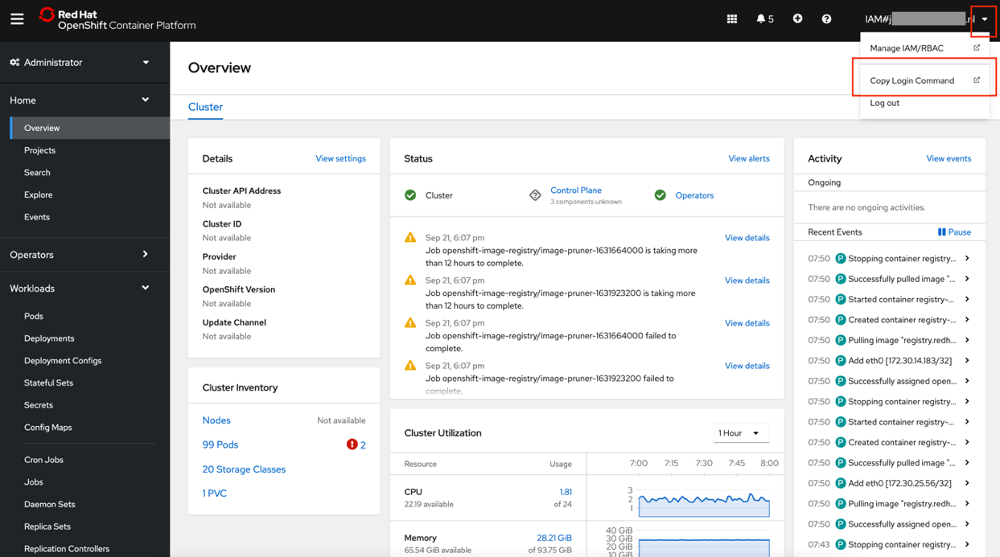 Red Hat
OpenShift Container Platform
5
IAM#j
.nl
Manage IAM/RBAC
Copy Login Command
Log out
Administrator
Home
Overview
Projects
Search
Explore
Events
Operators
Workloads
Pods
Deployments
Deployment Configs
Stateful Sets
Secrets
Config Maps
Cron Jobs
Jobs
Daemon Sets
Replica Sets
Replication Controllers
Overview
Cluster
Details
View settings
Cluster API Address
Not available
Cluster ID
Not available
Provider
Not available
OpenShift Version
Not available
Update Channel
Not available
Cluster Inventory
Nodes
Not available
99 Pods
2
20 Storage Classes
1 PVC
Status
View alerts
Cluster
Control Plane
3 components unknown
Operators
Sep 21, 6:07 pm
View details
Job openshift-image-registry/image-pruner-1631664000 is taking more
than 12 hours to complete.
Sep 21, 6:07 pm
View details
Job openshift-image-registry/image-pruner-1631923200 is taking more
than 12 hours to complete.
Sep 21, 6:07 pm
View details
Job openshift-image-registry/image-pruner-1631664000 failed to
complete.
Sep 21, 6:07 pm
View details
Job openshift-image-registry/image-pruner-1631923200 failed to
complete.
Cluster Utilization
1 Hour
Resource
Usage
7:00 7:15 7:30 7:45 8:00
CPU
1.81
22.19 available
of 24
3
2
1
Memory
28.21 GiB
65.54 GiB available
of 93.75 GiB
40 GiB
30 GiB
20 GiB
10 GiB
Activity
View events
Ongoing
There are no ongoing activities.
Recent Events
Pause
07:50 P Stopping container registry...
07:50 P Successfully pulled image "...
07:50 P Started container registry-...
07:50 P Created container registry-...
07:50 P Pulling image "registry.redh...
07:50 P Add eth0 [172.30.14.183/32]
07:50 P Successfully assigned open...
07:50 P Stopping container registry...
07:50 P Started container registry-...
07:50 P Created container registry-...
07:50 P Successfully pulled image "...
07:50 P Add eth0 [172.30.25.56/32]
07:50 P Pulling image "registry.redh...
07:50 P Successfully assigned open...
07:43 P Stopping container registry...